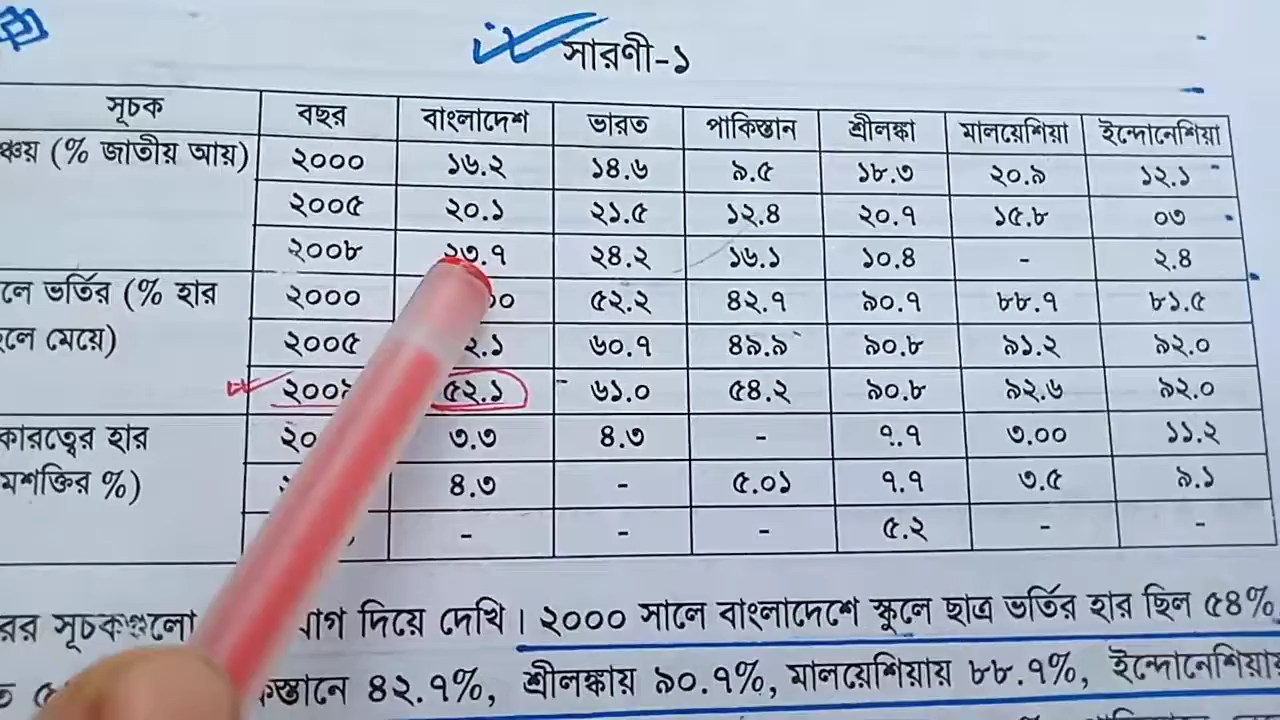 সারণী-১
সূচক বছর বাংলাদেশ ভারত পাকিস্তান শ্রীলঙ্কা মালয়েশিয়া ইন্দোনেশিয়া
(% জাতীয় আয়) ২০০০ ১৬.২ ১৪.৬ ৯.৫ ১৮.৩ ২০.৯ ১২.১
২০০৫ ২০.১ ২১.৫ ১২.৪ ২০.৭ ১৫.৮ ০৩
২০০৮ ২৩.৭ ২৪.২ ১৬.১ ১০.৪ - ২.৪
ভর্তির (% হার ২০০০ ৫২.২ ৪২.৭ ৯০.৭ ৮৮.৭ ৮১.৫
মেয়ে) ২০০৫ ৬০.৭ ৪৯.৯ ৯০.৮ ৯১.২ ৯২.০
৫২.১ ৬১.০ ৫৪.২ ৯০.৮ ৯২.৬ ৯২.০
হার ৩.৩ ৪.৩ - ৭.৭ ৩.০০ ১১.২
%) ৪.৩ - ৫.০১ ৭.৭ ৩.৫ ৯.১
- - - ৫.২ - -
সূচকগুলো দিয়ে দেখি। ২০০০ সালে বাংলাদেশে স্কুলে ছাত্র ভর্তির হার ছিল ৫৪%
৪২.৭%, শ্রীলঙ্কায় ৯০.৭%, মালয়েশিয়ায় ৮৮.৭%, ইন্দোনেশিয়ায়